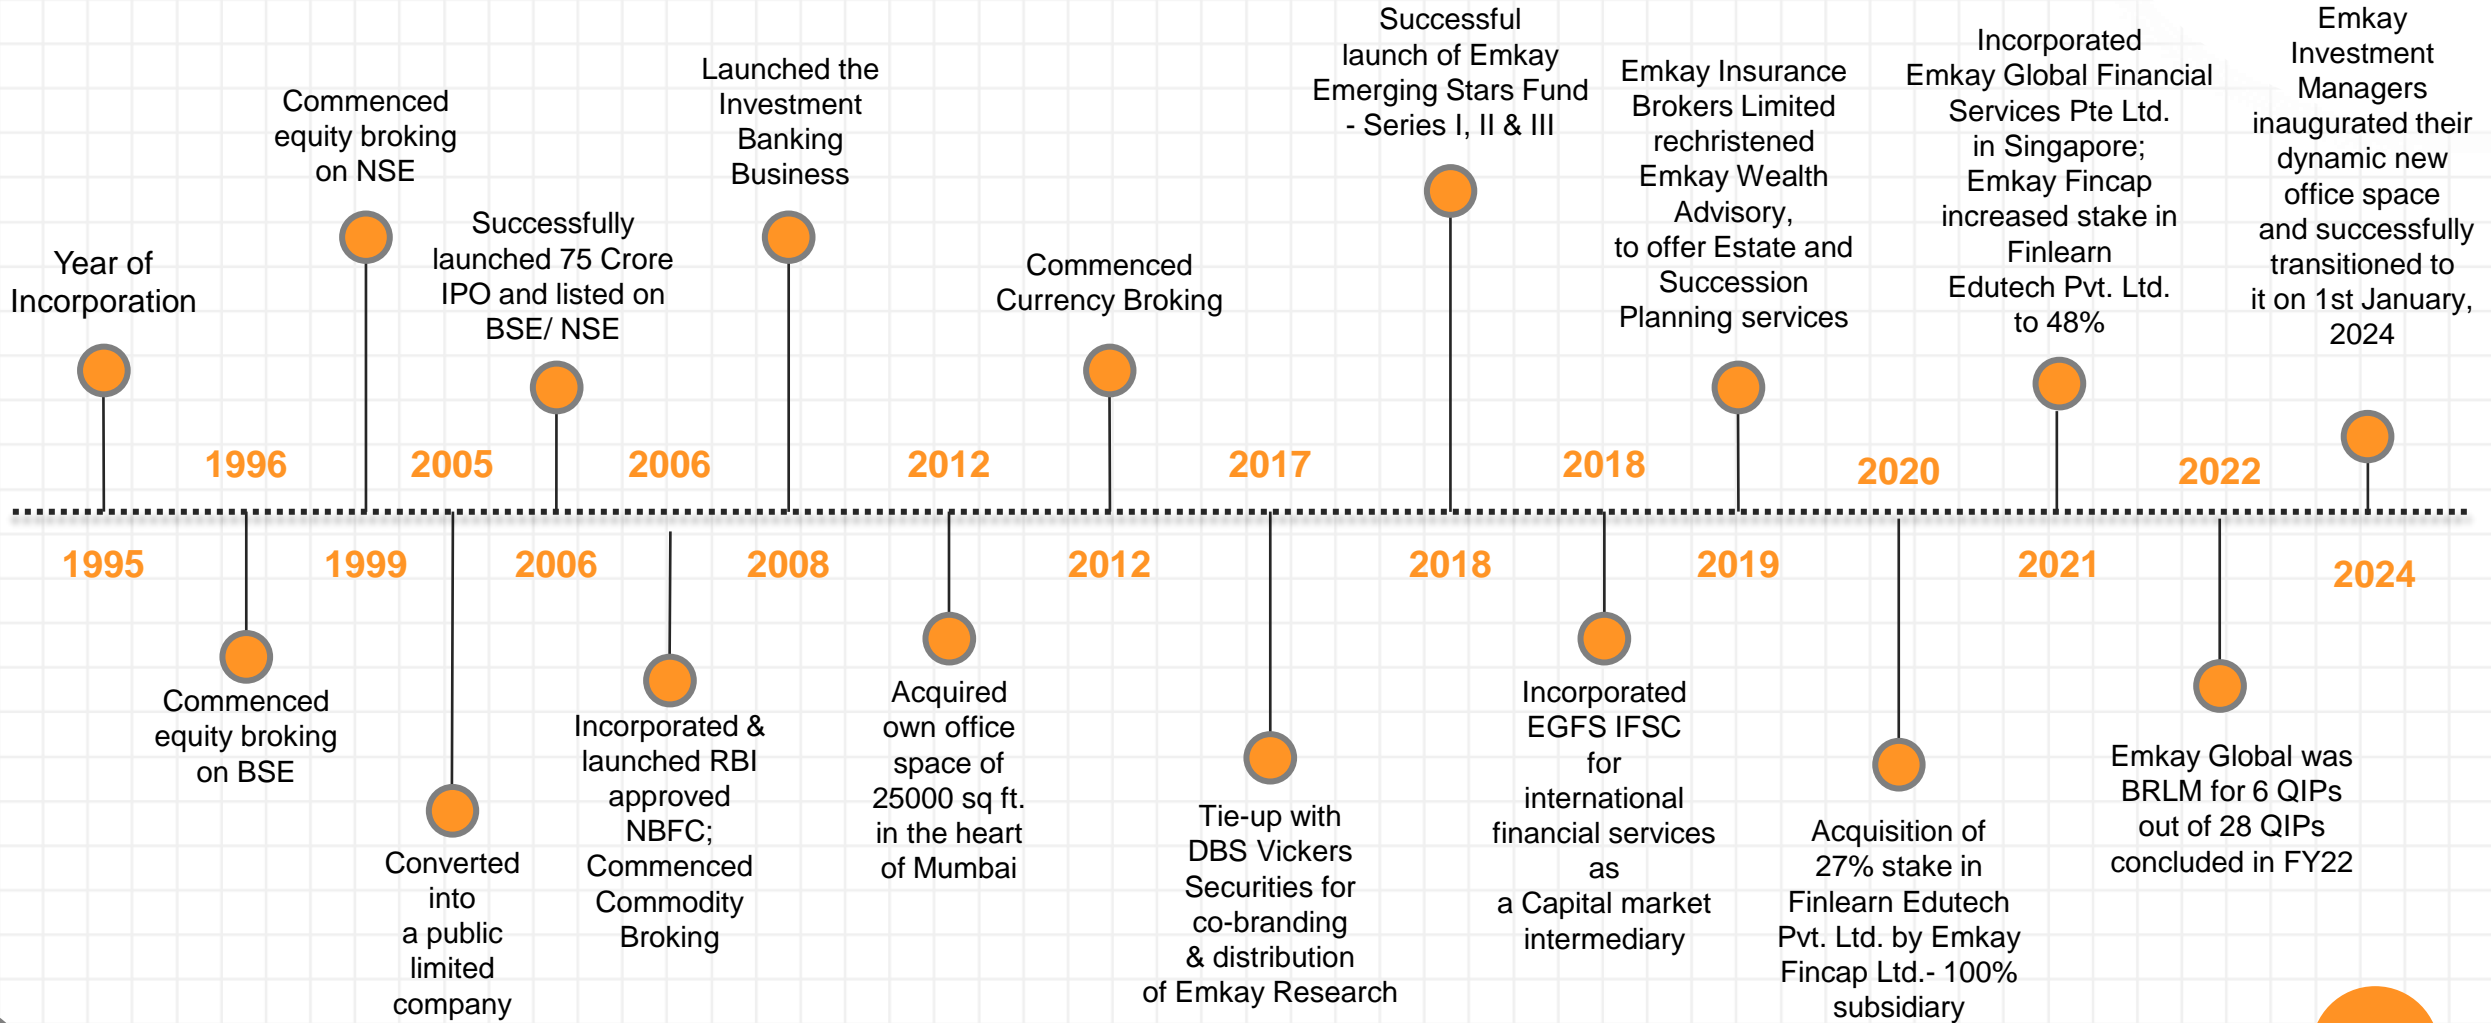 Year of
Incorporation
1995
1996
Commenced
equity broking
on BSE
Commenced
equity broking
on NSE
1999
2005
Converted
into
a public
limited
company
Successfully
launched 75 Crore
IPO and listed on
BSE/ NSE
2006
2006
Incorporated &
launched RBI
approved
NBFC;
Commenced
Commodity
Broking
Launched the
Investment
Banking
Business
2008
2012
Acquired
own office
space of
25000 sq ft.
in the heart
of Mumbai
Commenced
Currency Broking
2012
2017
Tie-up with
DBS Vickers
Securities for
co-branding
& distribution
of Emkay Research
Successful
launch of Emkay
Emerging Stars Fund
- Series I, II & III
2018
2018
Incorporated
EGFS IFSC
for
international
financial services
as
a Capital market
intermediary
Emkay Insurance
Brokers Limited
rechristened
Emkay Wealth
Advisory,
to offer Estate and
Succession
Planning services
2019
2020
Acquisition of
27% stake in
Finlearn Edutech
Pvt. Ltd. by Emkay
Fincap Ltd.- 100%
subsidiary
Incorporated
Emkay Global Financial
Services Pte Ltd.
in Singapore;
Emkay Fincap
increased stake in
Finlearn
Edutech Pvt. Ltd.
to 48%
2021
2022
Emkay Global was
BRLM for 6 QIPs
out of 28 QIPs
concluded in FY22
Emkay
Investment
Managers
inaugurated their
dynamic new
office space
and successfully
transitioned to
it on 1st January,
2024
2024